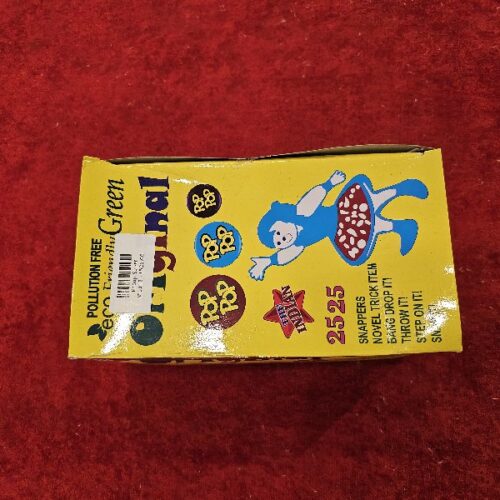 POLLUTION FREE
eco Friendly Green
Original
POP
POP
POP
POP
POP
POP
THE
INDIAN
2525
SNAPPERS
NOVEL TRICK ITEM
BANG DROP IT!
THROW IT!
STEP ON IT!